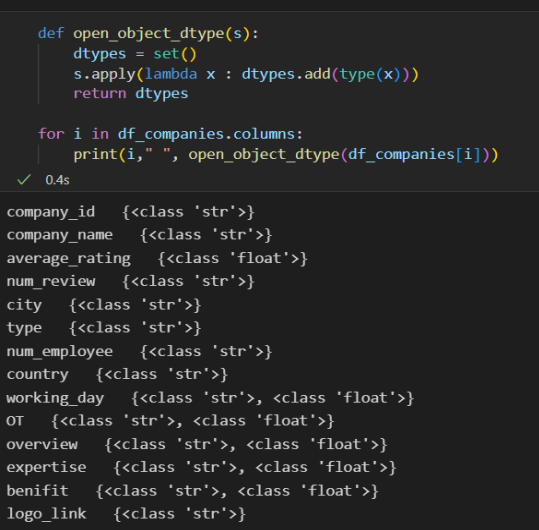 def open_object_dtype(s):
    dtypes = set()
    s.apply(lambda x : dtypes.add(type(x)))
    return dtypes
for i in df_companies.columns:
    print(i," ", open_object_dtype(df_companies[i]))
0.4s
company_id   {<class 'str'>}
company_name   {<class 'str'>}
average_rating   {<class 'float'>}
num_review   {<class 'str'>}
city   {<class 'str'>}
type   {<class 'str'>}
num_employee   {<class 'str'>}
country   {<class 'str'>}
working_day   {<class 'str'>, <class 'float'>}
OT   {<class 'str'>, <class 'float'>}
overview   {<class 'str'>, <class 'float'>}
expertise   {<class 'str'>, <class 'float'>}
benifit   {<class 'str'>, <class 'float'>}
logo_link   {<class 'str'>}